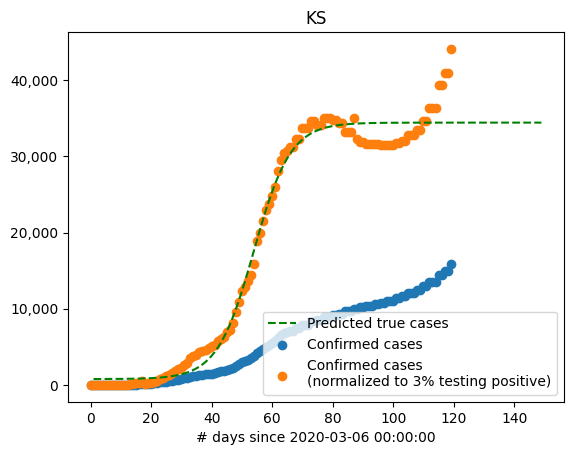 KS
40,000
30,000
20,000
10,000
0
Predicted true cases
Confirmed cases
Confirmed cases
(normalized to 3% testing positive)
0 20 40 60 80 100 120 140
# days since 2020-03-06 00:00:00